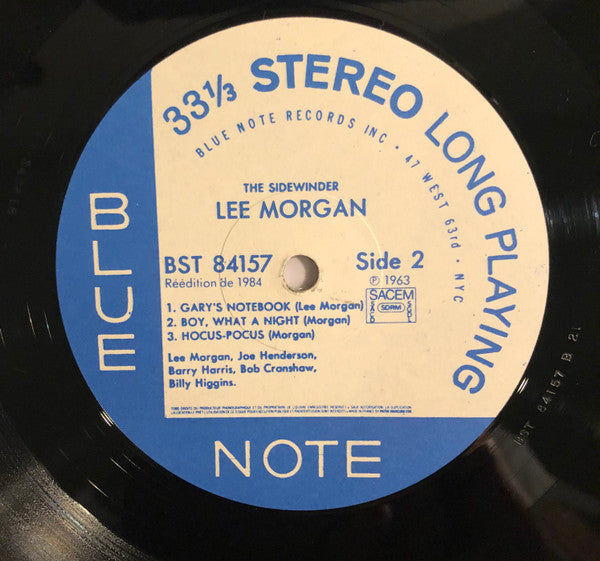 33⅓ STEREO LONG PLAYING
BLUE NOTE RECORDS INC • 47 WEST 63rd • NYC
THE SIDEWINDER
LEE MORGAN
BST 84157
Réédition de 1984
Side 2
℗ 1963
SACEM
SDRM
1. GARY'S NOTEBOOK (Lee Morgan)
2. BOY, WHAT A NIGHT (Morgan)
3. HOCUS-POCUS (Morgan)
Lee Morgan, Joe Henderson,
Barry Harris, Bob Cranshaw,
Billy Higgins.
BLUE
NOTE
BST 84157 B 21